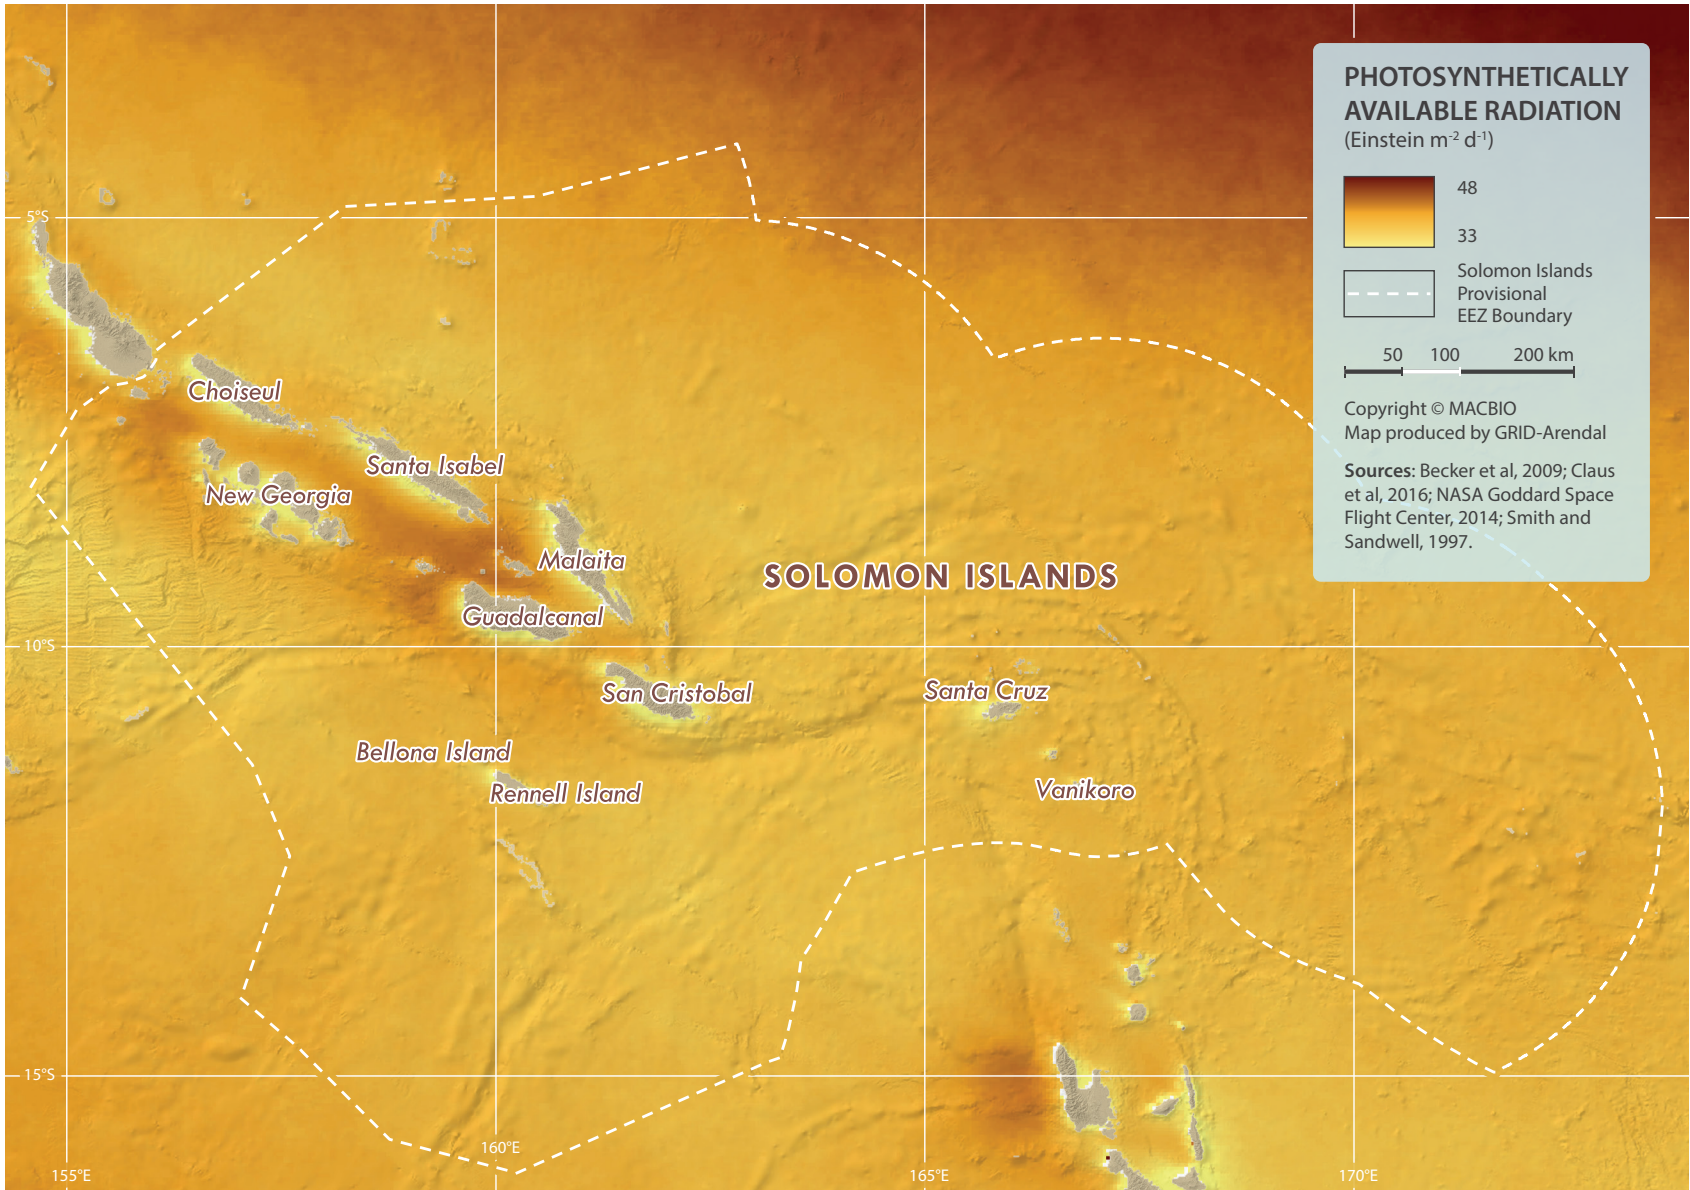 PHOTOSYNTHETICALLY
AVAILABLE RADIATION
(Einstein m⁻² d⁻¹)
48
33
Solomon Islands
Provisional
EEZ Boundary
50 100 200 km
Copyright © MACBIO
Map produced by GRID-Arendal
Sources: Becker et al, 2009; Claus
et al, 2016; NASA Goddard Space
Flight Center, 2014; Smith and
Sandwell, 1997.
5°S
Choiseul
Santa Isabel
New Georgia
Malaita
SOLOMON ISLANDS
Guadalcanal
10°S
San Cristobal
Santa Cruz
Bellona Island
Rennell Island
Vanikoro
15°S
160°E
155°E
165°E
170°E